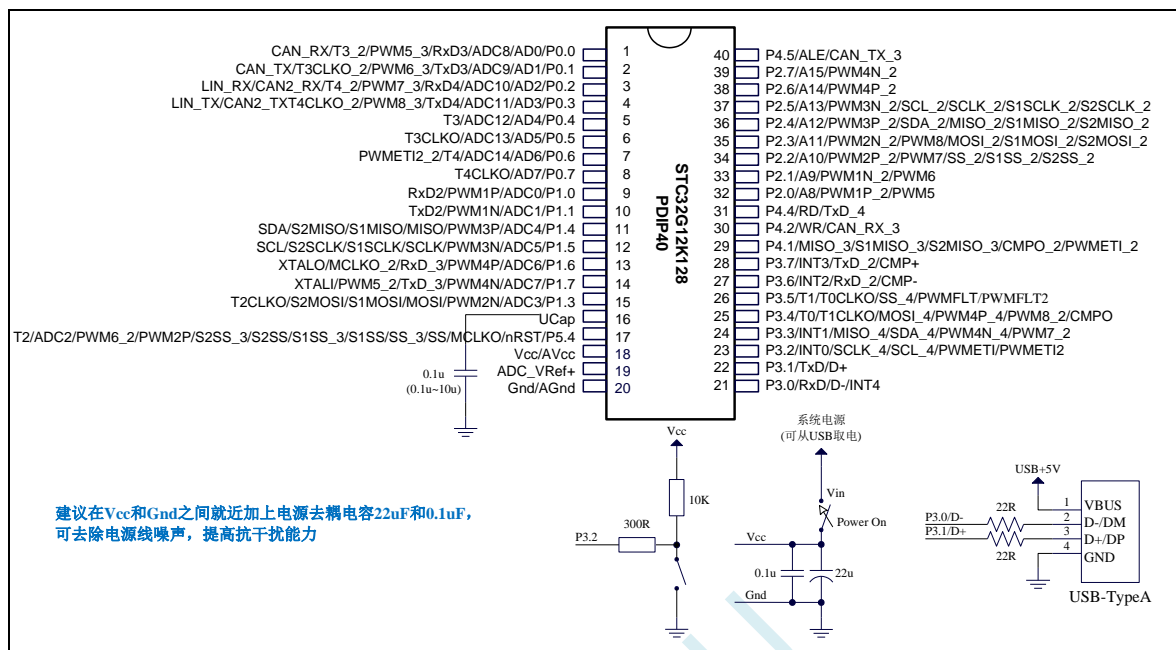 CAN_RX/T3_2/PWM5_3/RxD3/ADC8/AD0/P0.0
CAN_TX/T3CLKO_2/PWM6_3/TxD3/ADC9/AD1/P0.1
LIN_RX/CAN2_RX/T4_2/PWM7_3/RxD4/ADC10/AD2/P0.2
LIN_TX/CAN2_TXT4CLKO_2/PWM8_3/TxD4/ADC11/AD3/P0.3
T3/ADC12/AD4/P0.4
T3CLKO/ADC13/AD5/P0.5
PWMETI2_2/T4/ADC14/AD6/P0.6
T4CLKO/AD7/P0.7
RxD2/PWM1P/ADC0/P1.0
TxD2/PWM1N/ADC1/P1.1
SDA/S2MISO/S1MISO/MISO/PWM3P/ADC4/P1.4
SCL/S2SCLK/S1SCLK/SCLK/PWM3N/ADC5/P1.5
XTALO/MCLKO_2/RxD_3/PWM4P/ADC6/P1.6
XTALI/PWM5_2/TxD_3/PWM4N/ADC7/P1.7
T2CLKO/S2MOSI/S1MOSI/MOSI/PWM2N/ADC3/P1.3
UCap
T2/ADC2/PWM6_2/PWM2P/S2SS_3/S2SS/S1SS_3/S1SS/SS_3/SS/MCLKO/nRST/P5.4
Vcc/AVcc
ADC_VRef+
Gnd/AGnd
1
2
3
4
5
6
7
8
9
10
11
12
13
14
15
16
17
18
19
20
STC32G12K128
PDIP40
40
39
38
37
36
35
34
33
32
31
30
29
28
27
26
25
24
23
22
21
P4.5/ALE/CAN_TX_3
P2.7/A15/PWM4N_2
P2.6/A14/PWM4P_2
P2.5/A13/PWM3N_2/SCL_2/SCLK_2/S1SCLK_2/S2SCLK_2
P2.4/A12/PWM3P_2/SDA_2/MISO_2/S1MISO_2/S2MISO_2
P2.3/A11/PWM2N_2/PWM8/MOSI_2/S1MOSI_2/S2MOSI_2
P2.2/A10/PWM2P_2/PWM7/SS_2/S1SS_2/S2SS_2
P2.1/A9/PWM1N_2/PWM6
P2.0/A8/PWM1P_2/PWM5
P4.4/RD/TxD_4
P4.2/WR/CAN_RX_3
P4.1/MISO_3/S1MISO_3/S2MISO_3/CMPO_2/PWMETI_2
P3.7/INT3/TxD_2/CMP+
P3.6/INT2/RxD_2/CMP-
P3.5/T1/T0CLKO/SS_4/PWMFLT/PWMFLT2
P3.4/T0/T1CLKO/MOSI_4/PWM4P_4/PWM8_2/CMPO
P3.3/INT1/MISO_4/SDA_4/PWM4N_4/PWM7_2
P3.2/INT0/SCLK_4/SCL_4/PWMETI/PWMETI2
P3.1/TxD/D+
P3.0/RxD/D-/INT4
0.1u
(0.1u~10u)
建议在Vcc和Gnd之间就近加上电源去耦电容22uF和0.1uF，
可去除电源线噪声，提高抗干扰能力
Vcc
10K
300R
P3.2
系统电源
(可从USB取电)
Vin
Power On
Vcc
0.1u
22u
Gnd
USB+5V
22R
P3.0/D-
P3.1/D+
22R
1
2
3
4
VBUS
D-/DM
D+/DP
GND
USB-TypeA